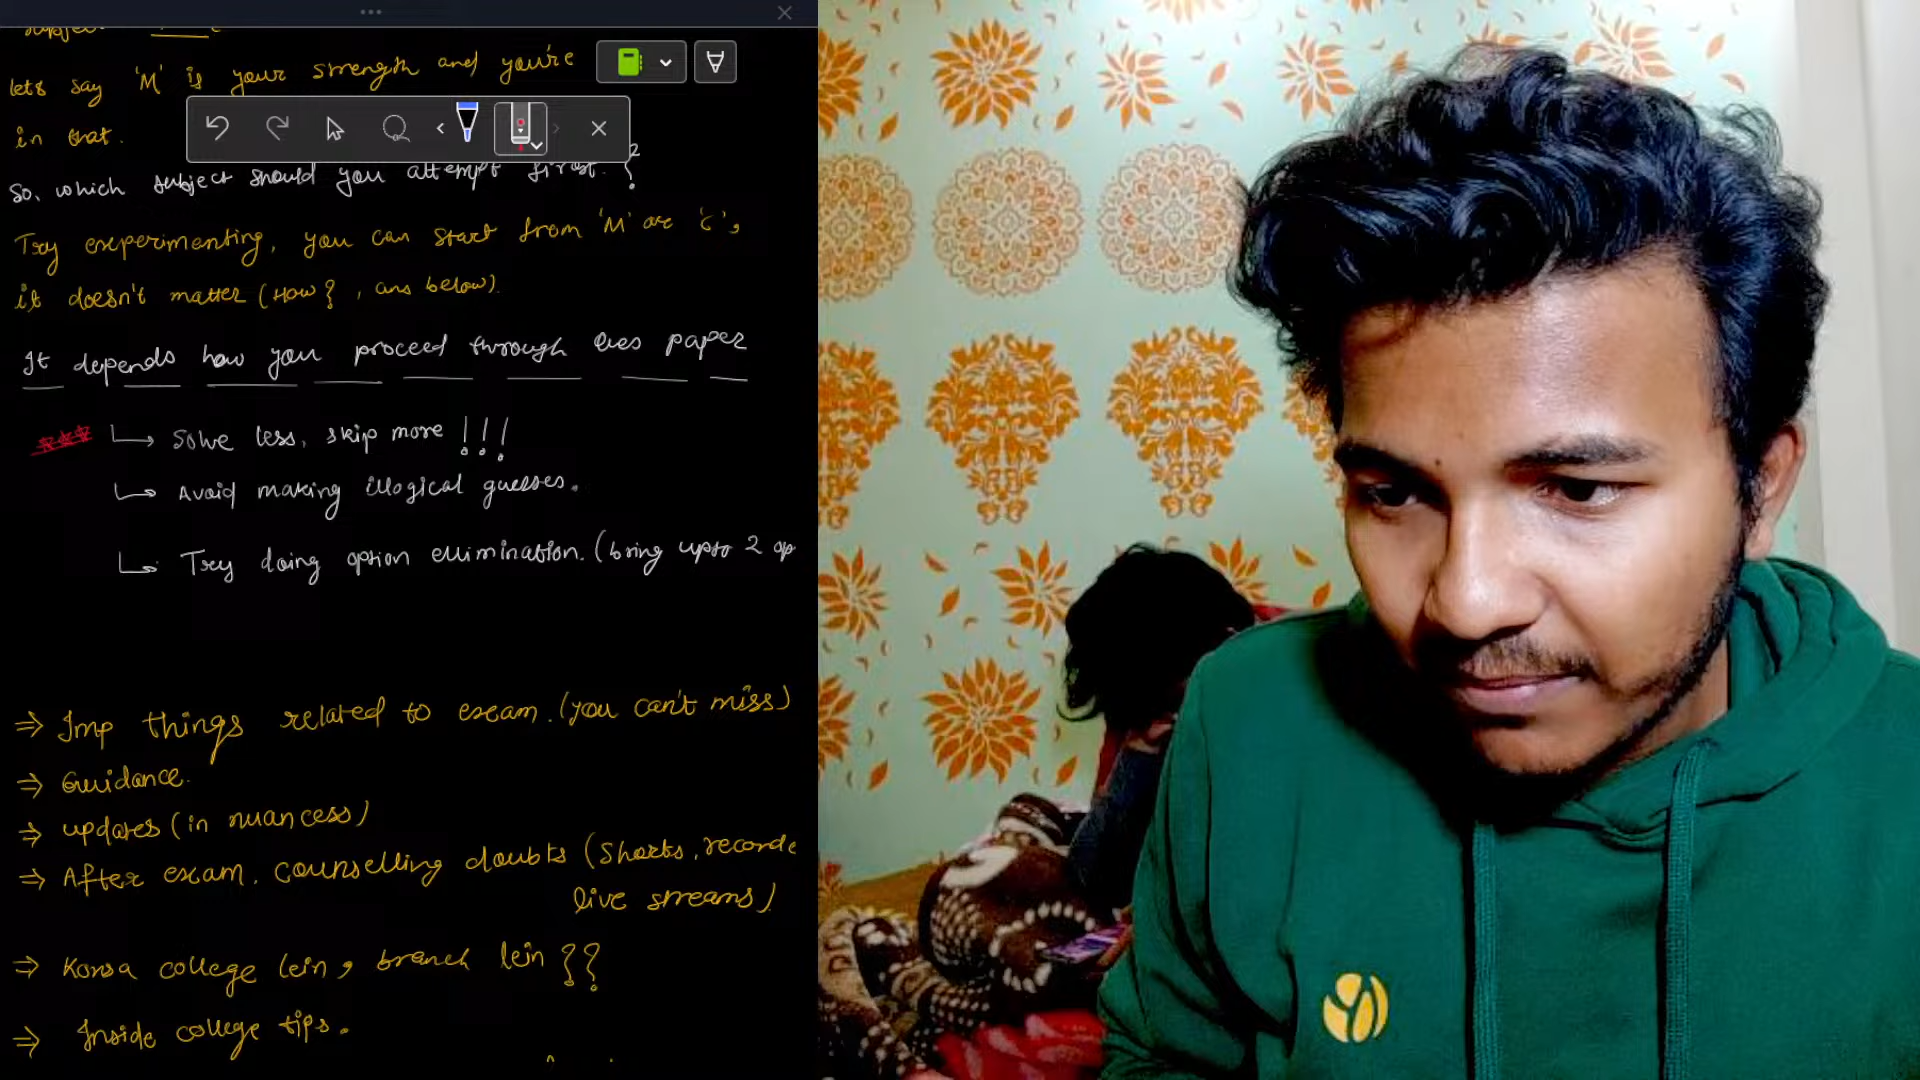 lets say 'M' is your strength and you're
in that.
So, which subject should you attempt first. ?
Try experimenting, you can start from 'M' are 'c',
it doesn't matter (How?, ans below).
It depends how you proceed through paper
*** Solve less, skip more !!!
Avoid making illogical guesses.
Try doing option ellimination. (bring upto 2 op
⇒ Imp things related to exam. (you can't miss)
⇒ Guidance.
⇒ updates (in nuancess)
⇒ After exam, counselling doubts (Shorts, recorde
live streams)
⇒ Konsa college lein, branch lein ??
⇒ Inside college tips.